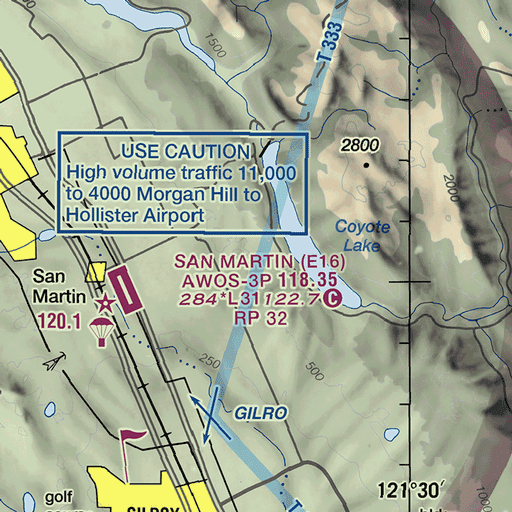 T 333
1500
USE CAUTION
High volume traffic 11,000
to 4000 Morgan Hill to
Hollister Airport
2800
2000
Coyote
Lake
SAN MARTIN (E16)
AWOS-3P 118.35
284 *L31 122.7 C
RP 32
San
Martin
120.1
250
500
GILRO
121°30′
golf
GILROY
T